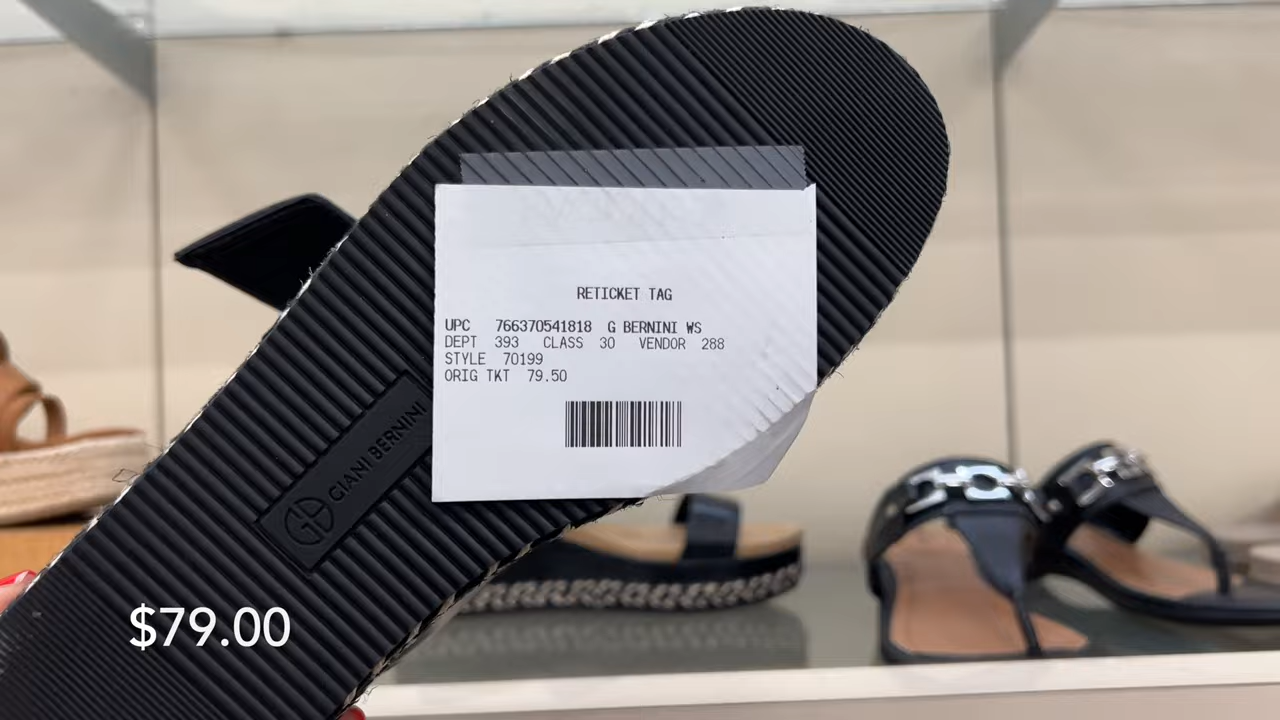 RETICKET TAG
UPC 766370541818 G BERNINI WS
DEPT 393 CLASS 30 VENDOR 288
STYLE 70199
ORIG TKT 79.50
GIANI BERNINI
$79.00